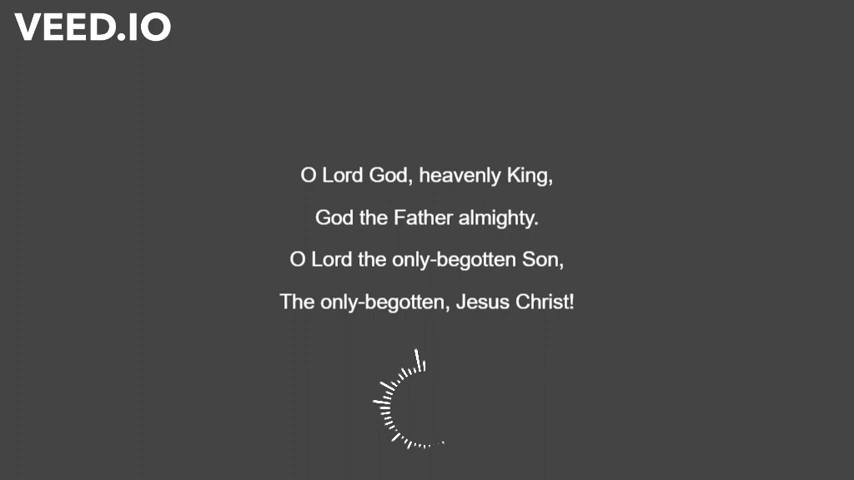 VEED.IO
O Lord God, heavenly King,
God the Father almighty.
O Lord the only-begotten Son,
The only-begotten, Jesus Christ!